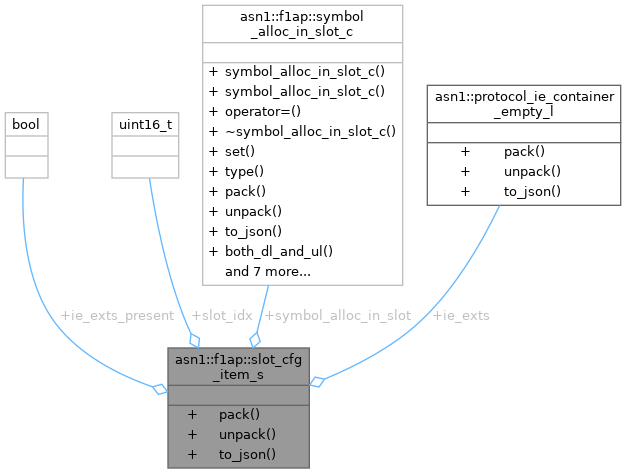 asn1::f1ap::symbol
_alloc_in_slot_c
+ symbol_alloc_in_slot_c()
+ symbol_alloc_in_slot_c()
+ operator=()
+ ~symbol_alloc_in_slot_c()
+ set()
+ type()
+ pack()
+ unpack()
+ to_json()
+ both_dl_and_ul()
and 7 more...
bool
uint16_t
asn1::protocol_ie_container
_empty_l
+ pack()
+ unpack()
+ to_json()
+ie_exts_present
+slot_idx
+symbol_alloc_in_slot
+ie_exts
asn1::f1ap::slot_cfg
_item_s
+ pack()
+ unpack()
+ to_json()